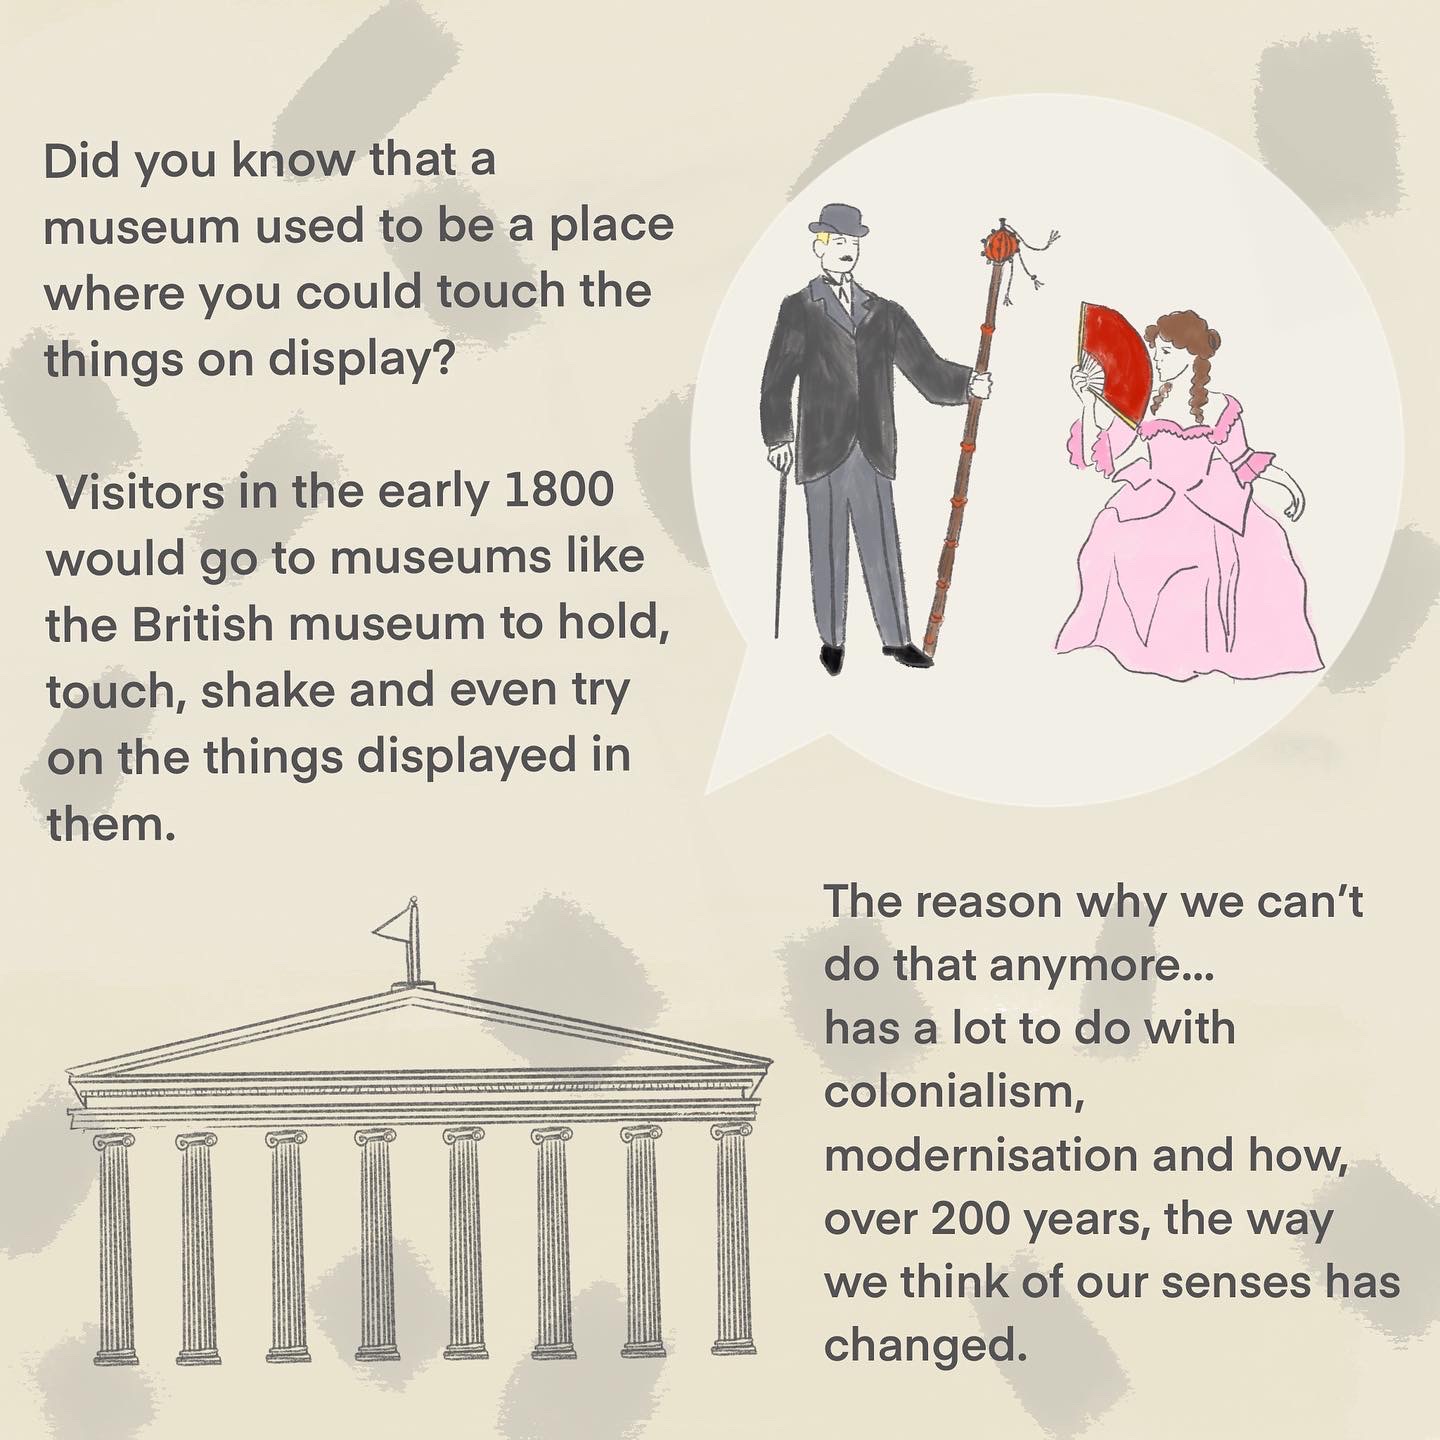 Did you know that a
museum used to be a place
where you could touch the
things on display?
Visitors in the early 1800
would go to museums like
the British museum to hold,
touch, shake and even try
on the things displayed in
them.
The reason why we can't
do that anymore...
has a lot to do with
colonialism,
modernisation and how,
over 200 years, the way
we think of our senses has
changed.